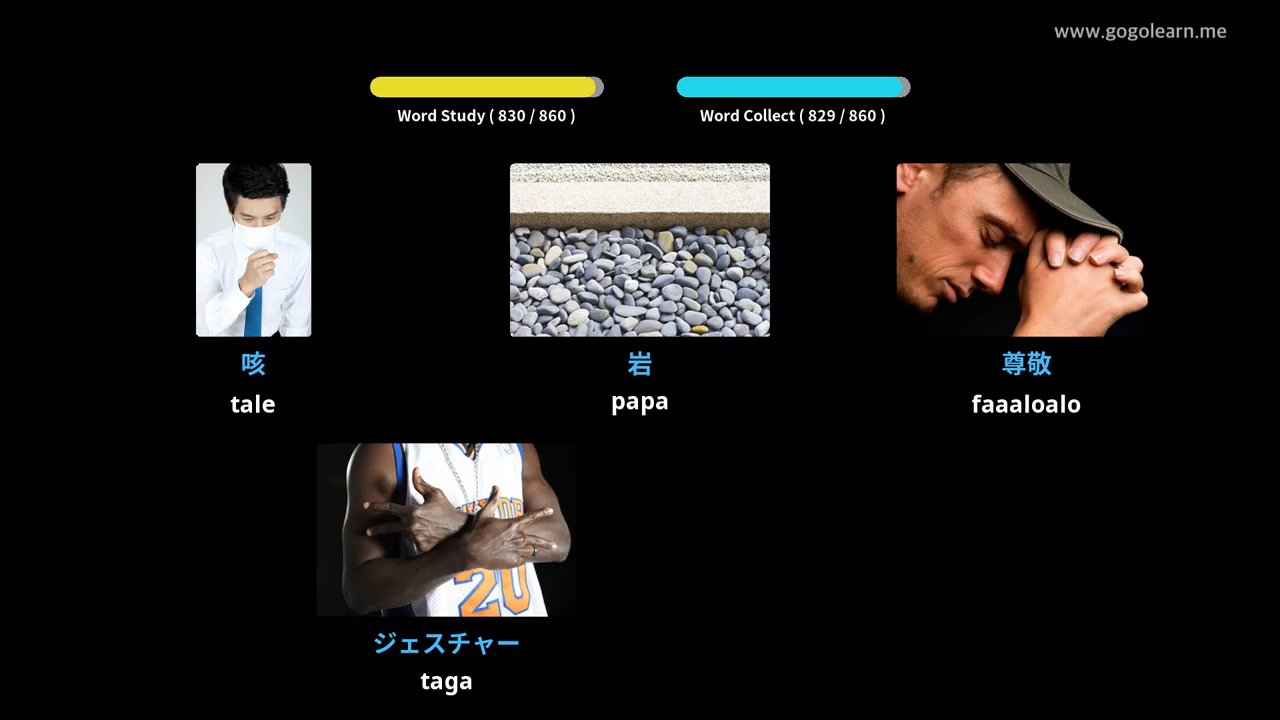 www.gogolearn.me
Word Study ( 830 / 860 )
Word Collect ( 829 / 860 )
咳
tale
岩
papa
尊敬
faaaloalo
20
ジェスチャー
taga